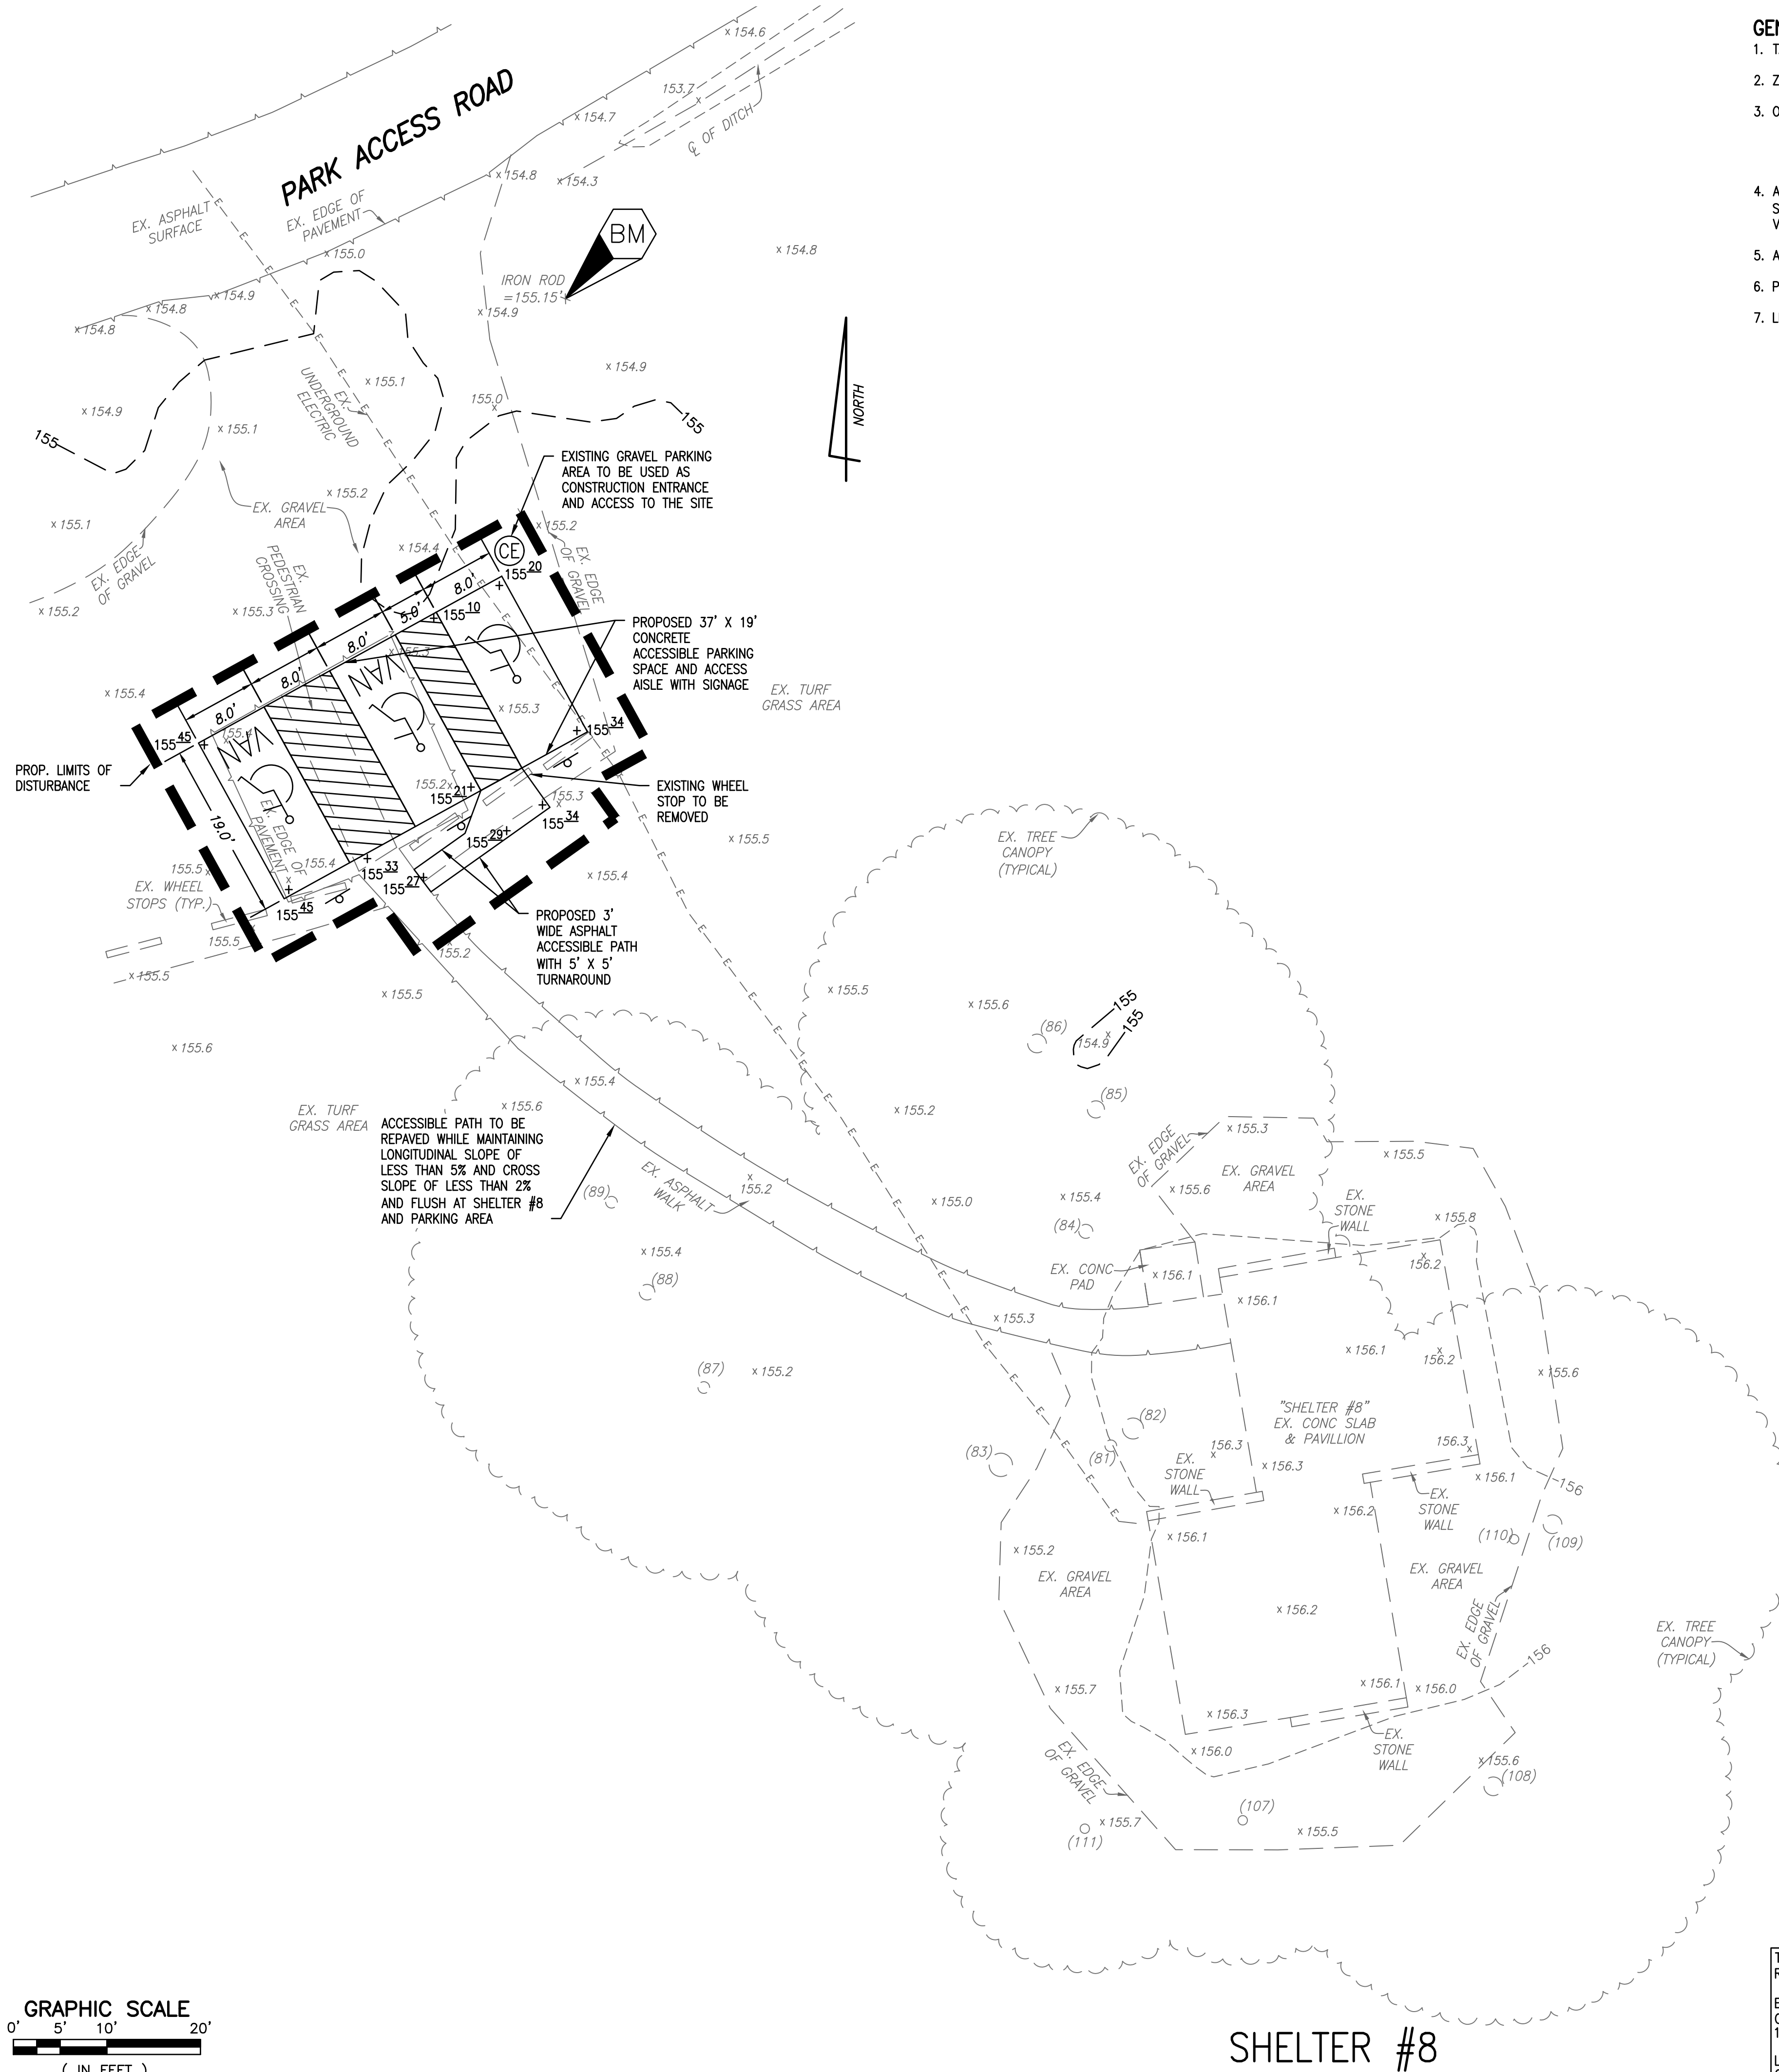 GEN
1. T
2. Z
3. O
4. A
S
V
5. A
6. P
7. L
x 154.6
153.7
x
x 154.7
℄ OF DITCH
PARK ACCESS ROAD
x 154.8
x 154.3
EX. ASPHALT
SURFACE
EX. EDGE OF
PAVEMENT
BM
x 155.0
x 154.8
IRON ROD
=155.15'
x 154.9
x 154.8
x 154.8
x 154.9
NORTH
EX.
UNDERGROUND
ELECTRIC
x 155.1
x 154.9
155.0
x
x 154.9
x 155.1
155
155
EXISTING GRAVEL PARKING
AREA TO BE USED AS
CONSTRUCTION ENTRANCE
AND ACCESS TO THE SITE
x 155.2
EX. GRAVEL
AREA
x 155.1
EX. EDGE
OF GRAVEL
x 155.2
EX.
PEDESTRIAN
CROSSING
x 154.4
CE
x 155.2
EX. EDGE
OF GRAVEL
155 20
x 155.3
8.0'
5.0'
155 10
8.0'
8.0'
8.0'
x 155.3
PROPOSED 37' X 19'
CONCRETE
ACCESSIBLE PARKING
SPACE AND ACCESS
AISLE WITH SIGNAGE
EX. TURF
GRASS AREA
x 155.4
VAN
x 155.3
155 34
155 45
155.4
VAN
PROP. LIMITS OF
DISTURBANCE
19.0'
155.2x
155 21
155.3
x
155 34
EXISTING WHEEL
STOP TO BE
REMOVED
EX. EDGE OF
PAVEMENT
155 29
x 155.5
155.5
x
155.4
x
155 33
155 27
x 155.4
EX. WHEEL
STOPS (TYP.)
155 45
155.5
155.2
PROPOSED 3'
WIDE ASPHALT
ACCESSIBLE PATH
WITH 5' X 5'
TURNAROUND
EX. TREE
CANOPY
(TYPICAL)
x 155.5
x 155.5
x 155.5
x 155.6
155
155
154.9
x
(86)
x 155.6
x 155.4
(85)
x 155.6
x 155.2
EX. TURF
GRASS AREA
ACCESSIBLE PATH TO BE
REPAVED WHILE MAINTAINING
LONGITUDINAL SLOPE OF
LESS THAN 5% AND CROSS
SLOPE OF LESS THAN 2%
AND FLUSH AT SHELTER #8
AND PARKING AREA
EX. EDGE
OF GRAVEL
x 155.3
x 155.5
EX. GRAVEL
AREA
(89)
EX. ASPHALT
WALK
x
155.2
x 155.0
x 155.4
x 155.6
EX.
STONE
WALL
x 155.8
(84)
x 155.4
EX. CONC
PAD
x 156.1
x
156.2
(88)
x 156.1
x 155.3
x 156.1
x
156.2
(87)
x 155.2
x 155.6
"SHELTER #8"
EX. CONC SLAB
& PAVILLION
(82)
(83)
(81)
156.3
x
x 156.3
156.3
x
EX.
STONE
WALL
x 156.1
156
x 156.2
EX.
STONE
WALL
x 156.1
(110)
(109)
x 155.2
EX. GRAVEL
AREA
EX. GRAVEL
AREA
x 156.2
EX. EDGE
OF GRAVEL
EX. TREE
CANOPY
(TYPICAL)
156
x 155.7
x 156.1
x 156.0
x 156.3
x 156.0
EX.
STONE
WALL
EX. EDGE
OF GRAVEL
x 155.6
(108)
(107)
x 155.7
(111)
x 155.5
GRAPHIC SCALE
0' 5' 10' 20'
( IN FEET )
SHELTER #8
T
R
L